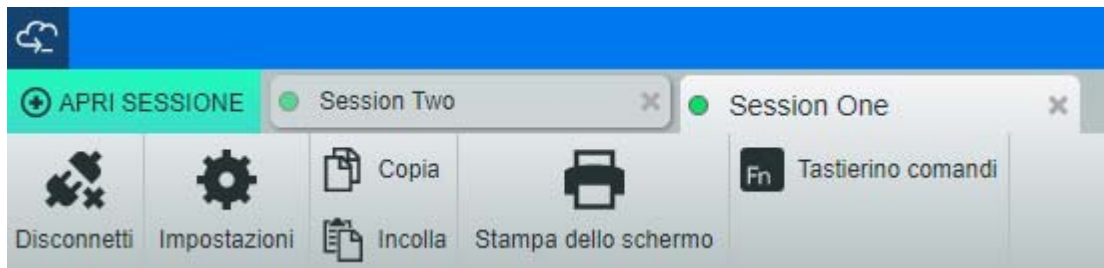 APRI SESSIONE
Session Two
Session One
Disconnetti
Impostazioni
Copia
Incolla
Stampa dello schermo
Fn
Tastierino comandi